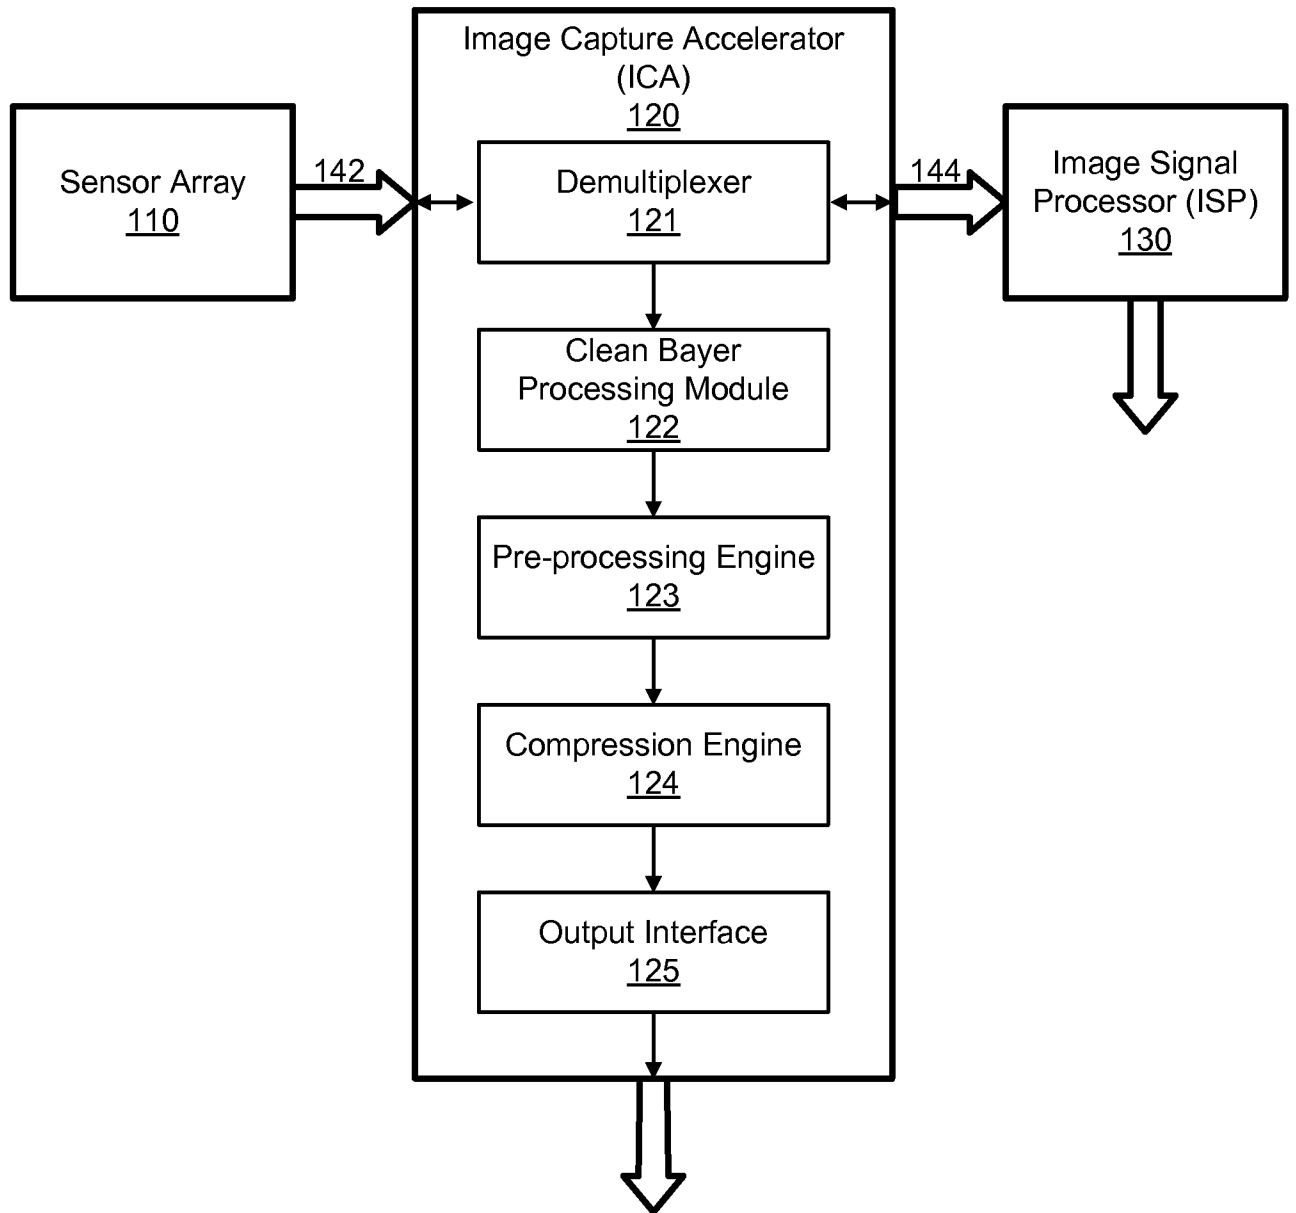 Image Capture Accelerator
(ICA)
120
Sensor Array
110
142
Demultiplexer
121
144
Image Signal
Processor (ISP)
130
Clean Bayer
Processing Module
122
Pre-processing Engine
123
Compression Engine
124
Output Interface
125